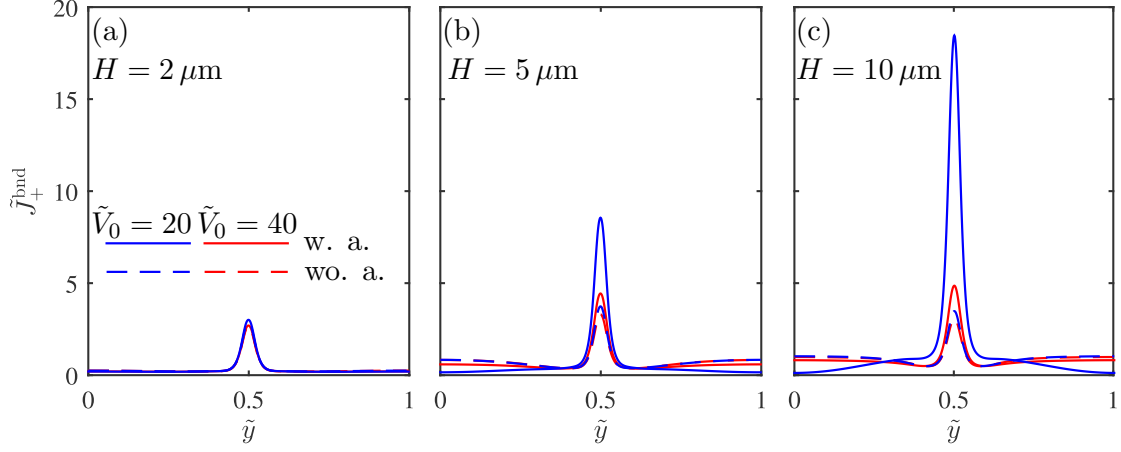 (a)
H = 2 μm
(b)
H = 5 μm
(c)
H = 10 μm
20
15
10
5
0
J̃₊ᵇⁿᵈ
Ṽ₀ = 20 Ṽ₀ = 40
w. a.
wo. a.
0 0.5 1
ỹ
0 0.5 1
ỹ
0 0.5 1
ỹ